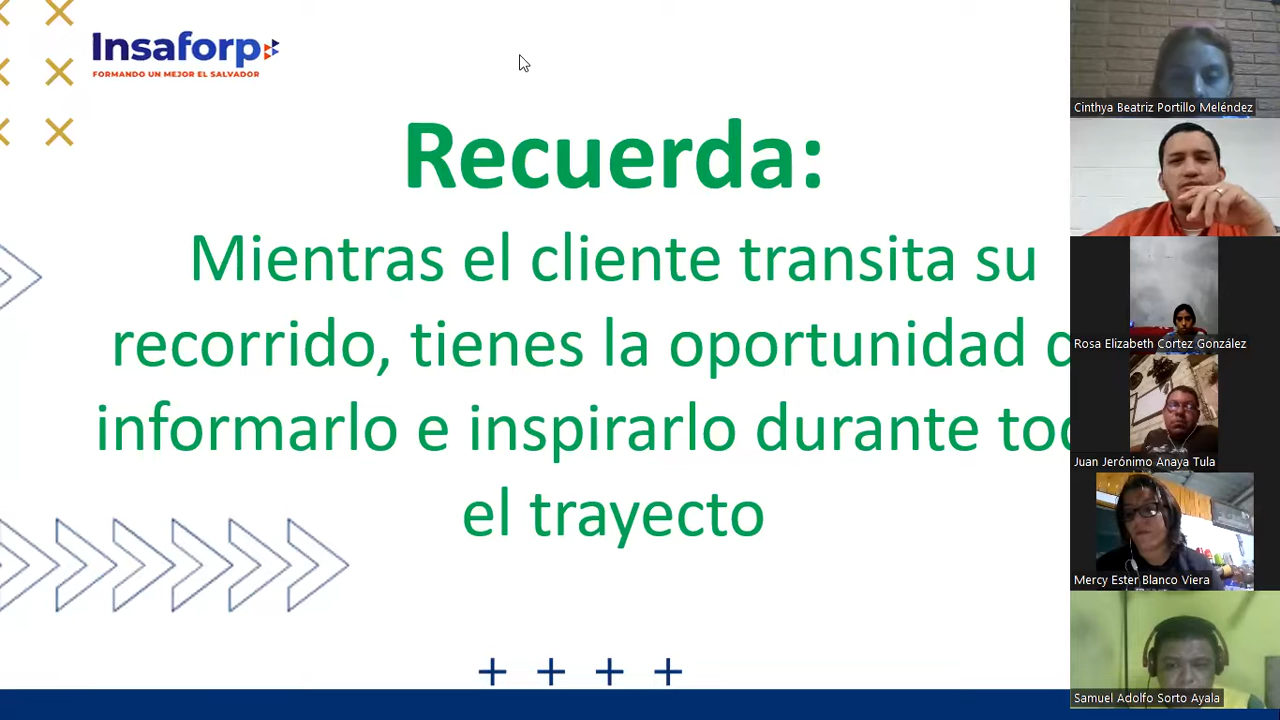 Insaforp
FORMANDO UN MEJOR EL SALVADOR
Recuerda:
Mientras el cliente transita su
recorrido, tienes la oportunidad
informarlo e inspirarlo durante
el trayecto
Cinthya Beatriz Portillo Meléndez
Rosa Elizabeth Cortez González
Juan Jerónimo Anaya Tula
Mercy Ester Blanco Viera
Samuel Adolfo Sorto Ayala